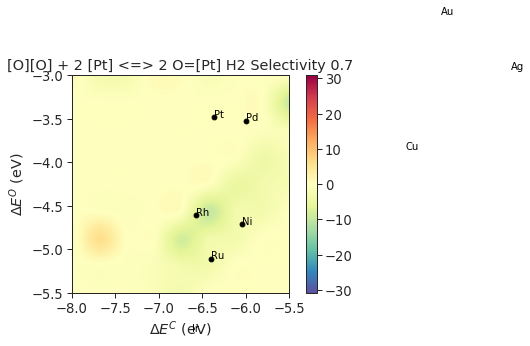 Au
Ag
[O][O] + 2 [Pt] <=> 2 O=[Pt] H2 Selectivity 0.7
Cu
−3.0
−3.5
−4.0
−4.5
−5.0
−5.5
ΔE^O (eV)
Pt
Pd
Rh
Ni
Ru
30
20
10
0
−10
−20
−30
−8.0 −7.5 −7.0 −6.5 −6.0 −5.5
ΔE^C (eV)